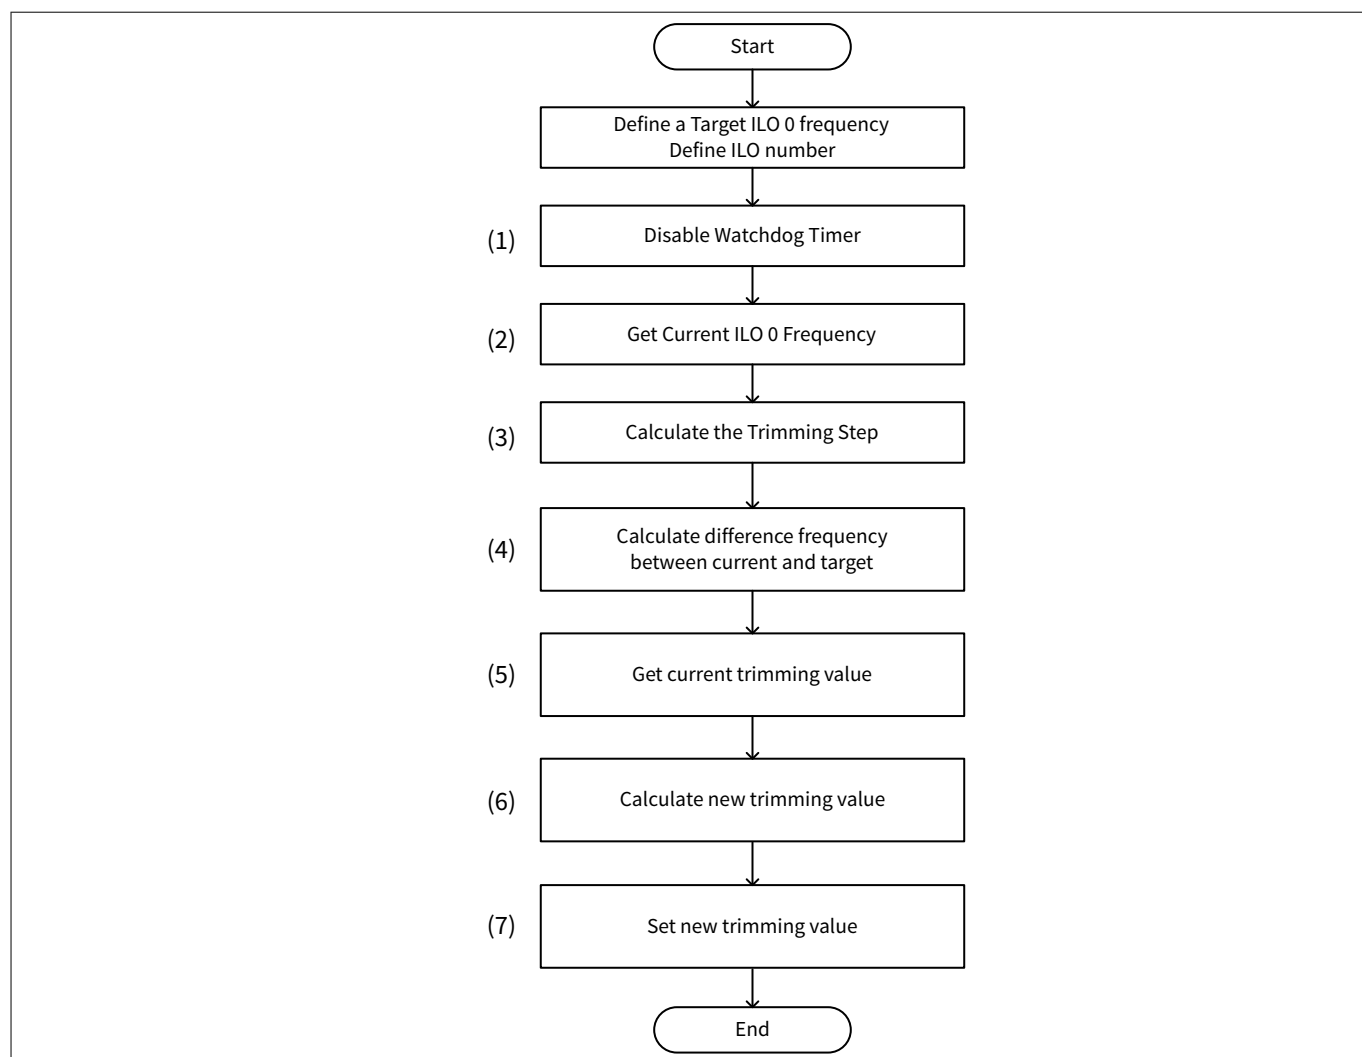 Start
Define a Target ILO 0 frequency
Define ILO number
(1)
Disable Watchdog Timer
(2)
Get Current ILO 0 Frequency
(3)
Calculate the Trimming Step
(4)
Calculate difference frequency
between current and target
(5)
Get current trimming value
(6)
Calculate new trimming value
(7)
Set new trimming value
End